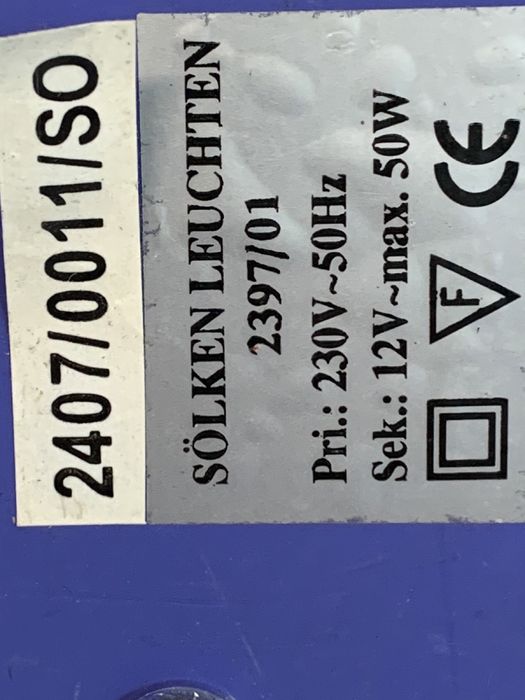 2407/0011/SO
SÖLKEN LEUCHTEN
2397/01
Pri.: 230V~50Hz
Sek.: 12V~max. 50W
F CE